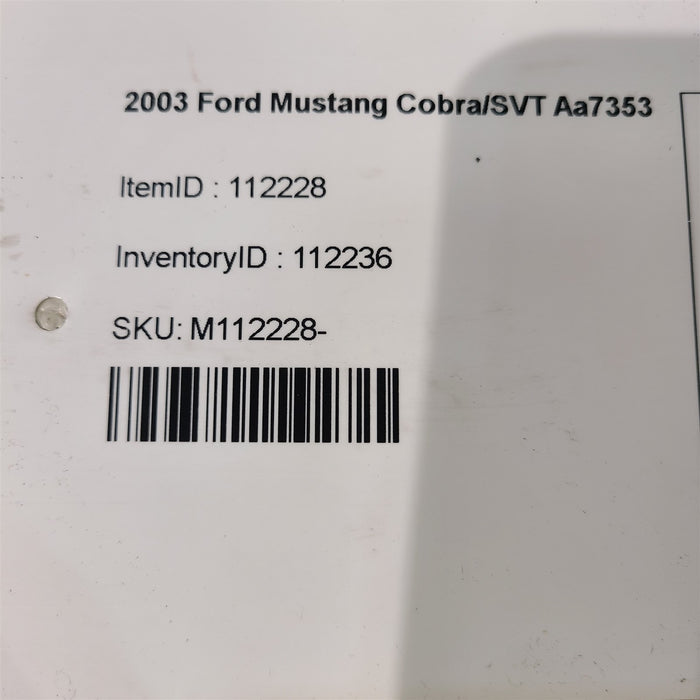 2003 Ford Mustang Cobra/SVT Aa7353
ItemID : 112228
InventoryID : 112236
SKU: M112228-